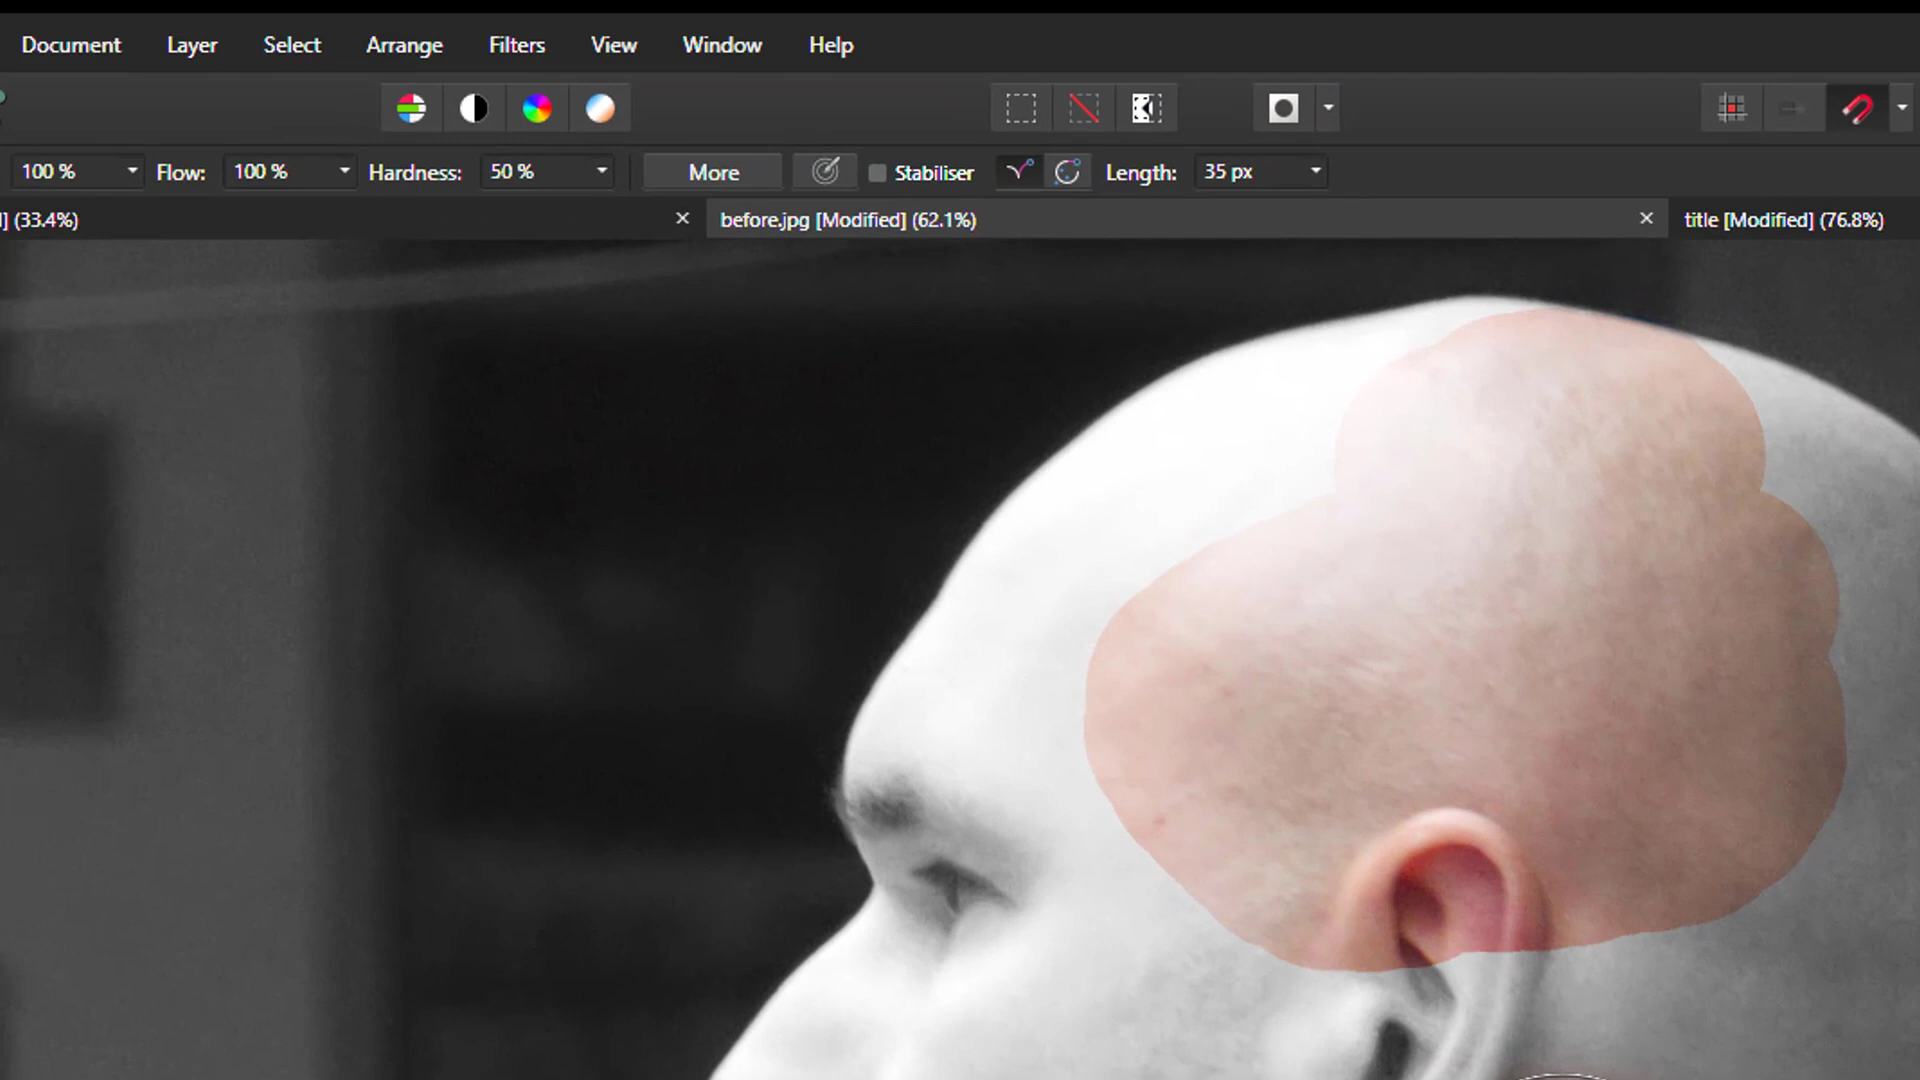 Document Layer Select Arrange Filters View Window Help
100 % Flow: 100 % Hardness: 50 % More Stabiliser Length: 35 px
] (33.4%) before.jpg [Modified] (62.1%) title [Modified] (76.8%)